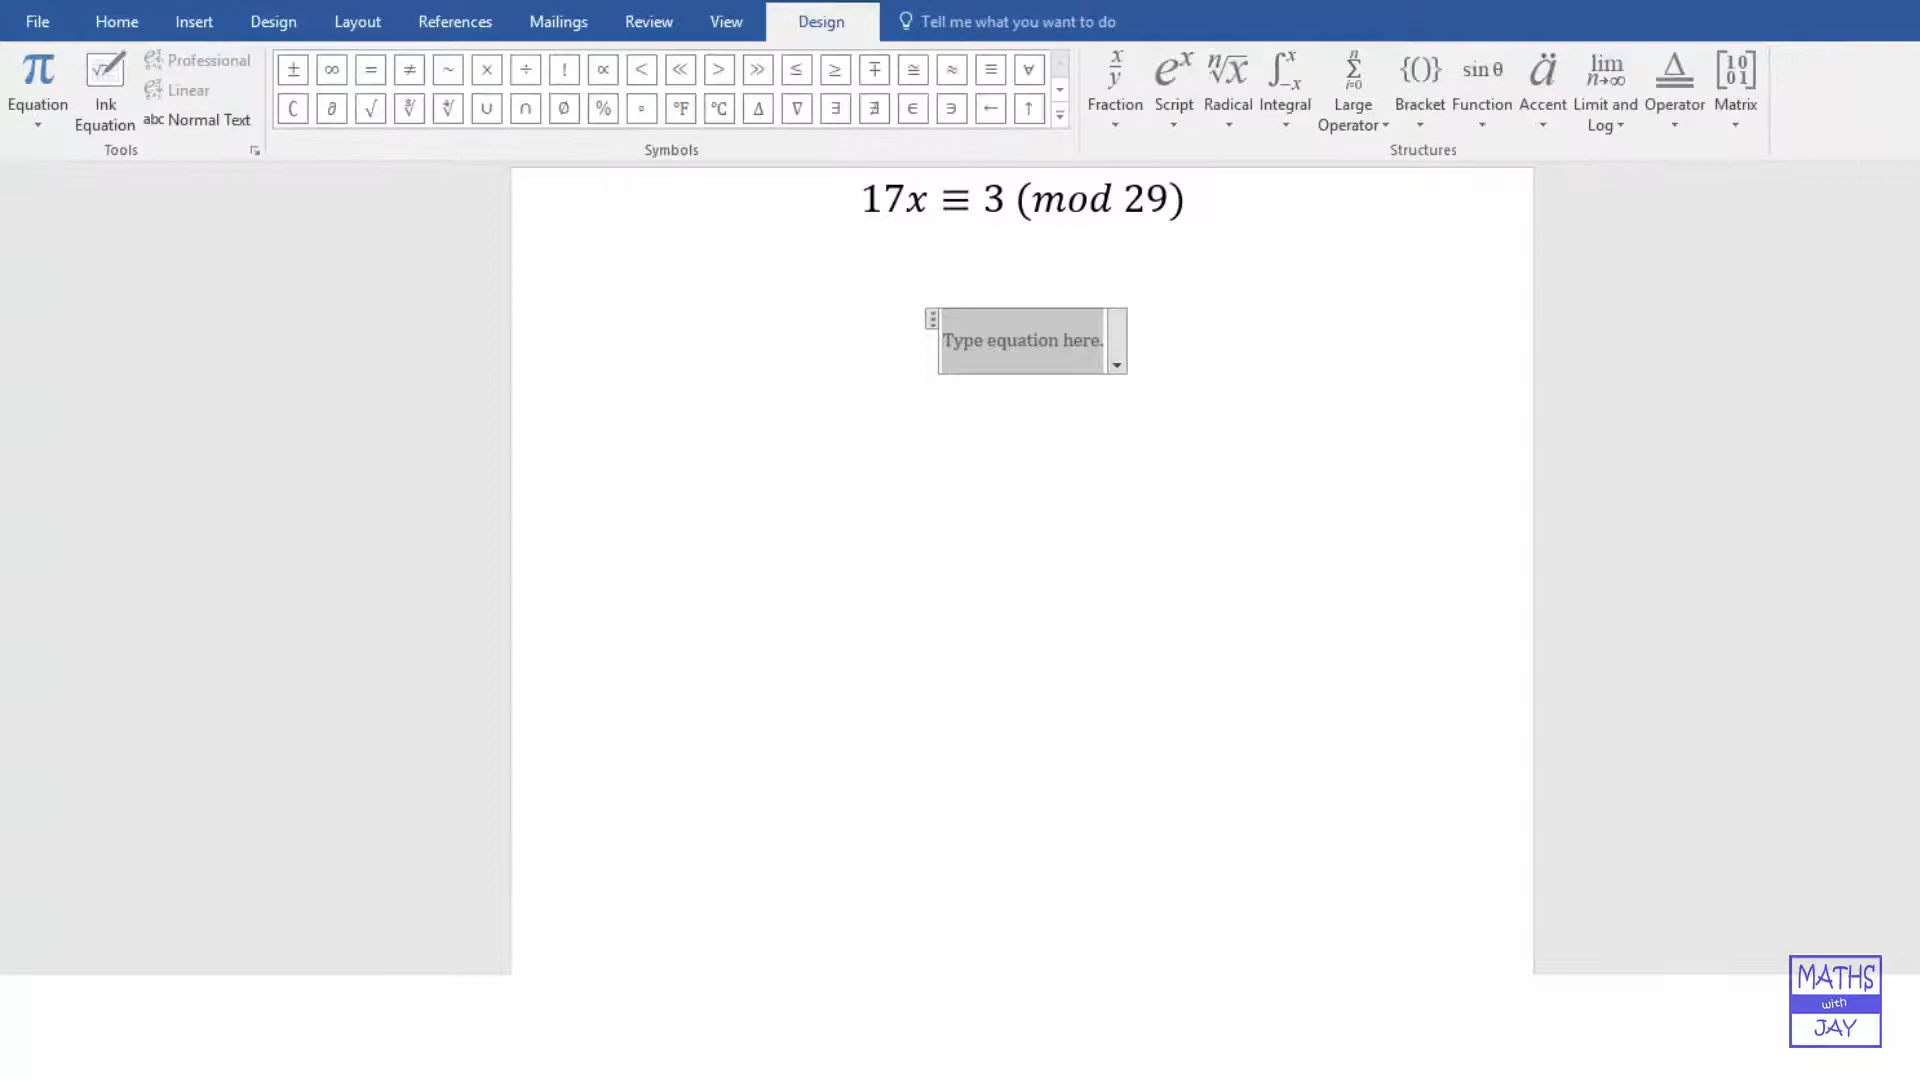 File Home Insert Design Layout References Mailings Review View Design Tell me what you want to do
Equation
Ink Equation
Professional
Linear
abc Normal Text
Tools
± ∞ = ≠ ~ × ÷ ! ∝ < ≪ > ≫ ≤ ≥ ∓ ≅ ≈ ≡ ∀
∁ ∂ √ ∛ ∜ ∪ ∩ ∅ % ° °F °C ∆ ∇ ∃ ∄ ∈ ∋ ← ↑
Symbols
Fraction Script Radical Integral Large Operator Bracket Function Accent Limit and Log Operator Matrix
Structures
17x ≡ 3 (mod 29)
Type equation here.
MATHS
with
JAY